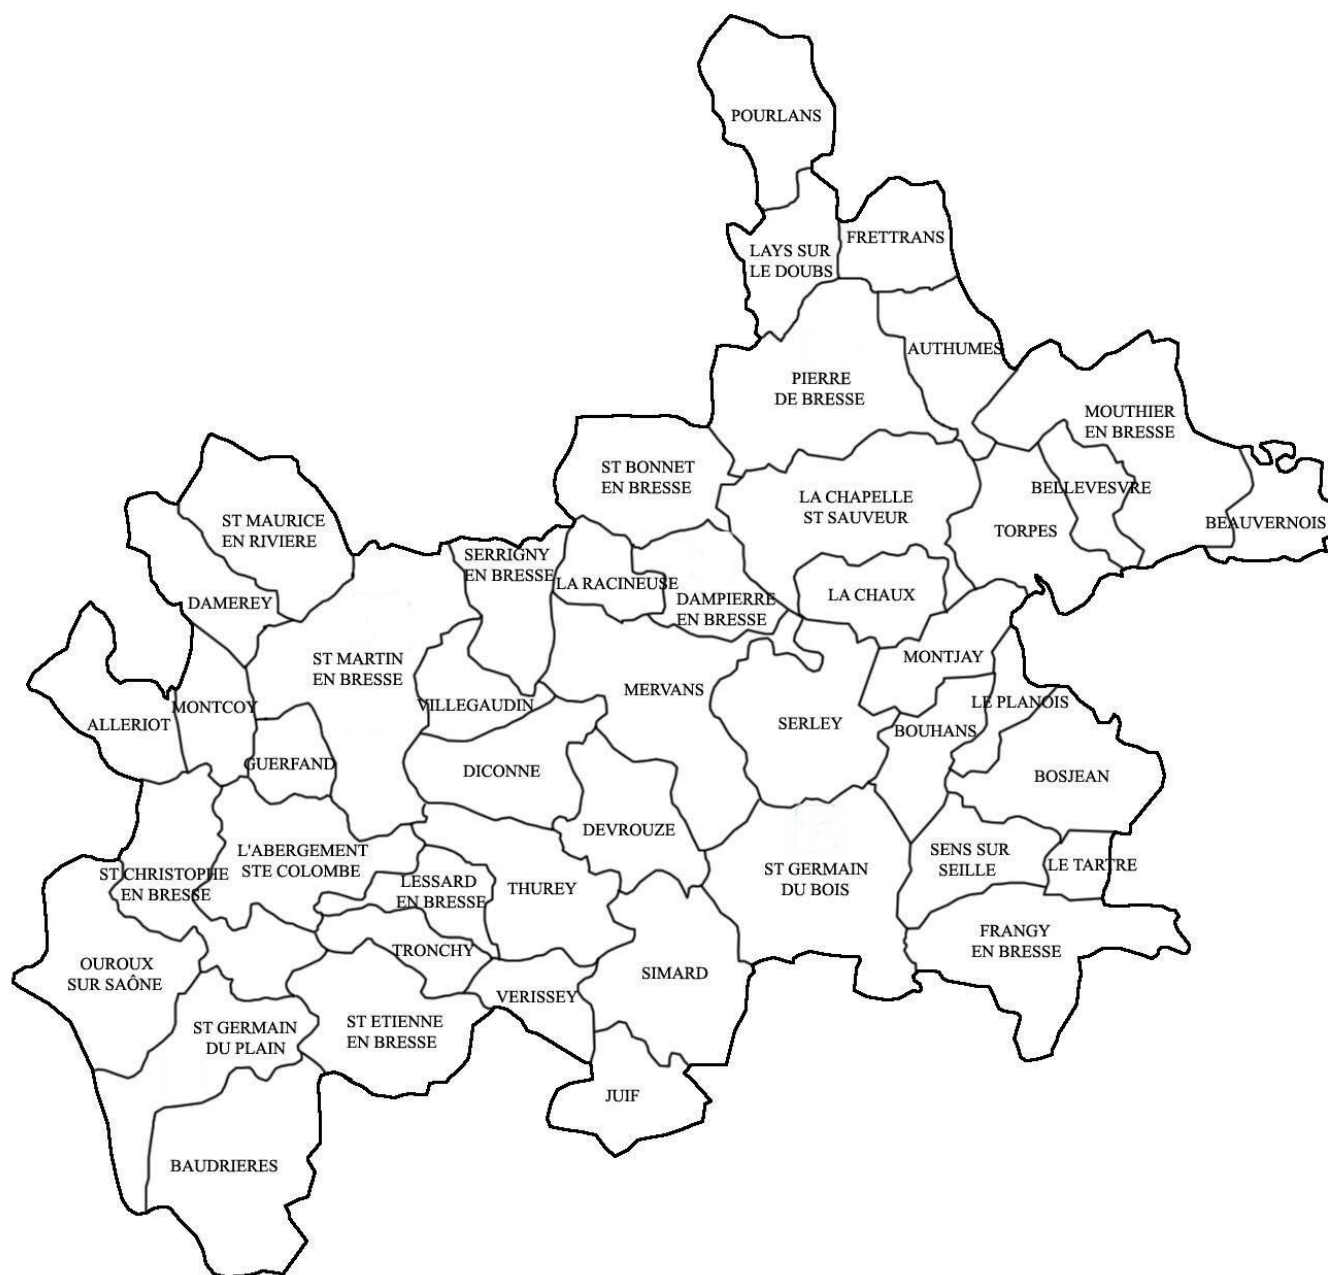 POURLANS
FRETTRANS
LAYS SUR
LE DOUBS
AUTHUMES
PIERRE
DE BRESSE
MOUTHIER
EN BRESSE
ST BONNET
EN BRESSE
LA CHAPELLE
ST SAUVEUR
BELLEVESVRE
TORPES
BEAUVERNOIS
ST MAURICE
EN RIVIERE
SERRIGNY
EN BRESSE
LA RACINEUSE
DAMPIERRE
EN BRESSE
LA CHAUX
DAMEREY
ST MARTIN
EN BRESSE
MONTJAY
MERVANS
VILLEGAUDIN
LE PLANOIS
MONTCOY
ALLERIOT
SERLEY
BOUHANS
GUERFAND
DICONNE
BOSJEAN
DEVROUZE
L'ABERGEMENT
STE COLOMBE
SENS SUR
SEILLE
LE TARTRE
ST CHRISTOPHE
EN BRESSE
LESSARD
EN BRESSE
THUREY
ST GERMAIN
DU BOIS
FRANGY
EN BRESSE
TRONCHY
OUROUX
SUR SAÔNE
SIMARD
VERISSEY
ST GERMAIN
DU PLAIN
ST ETIENNE
EN BRESSE
JUIF
BAUDRIERES